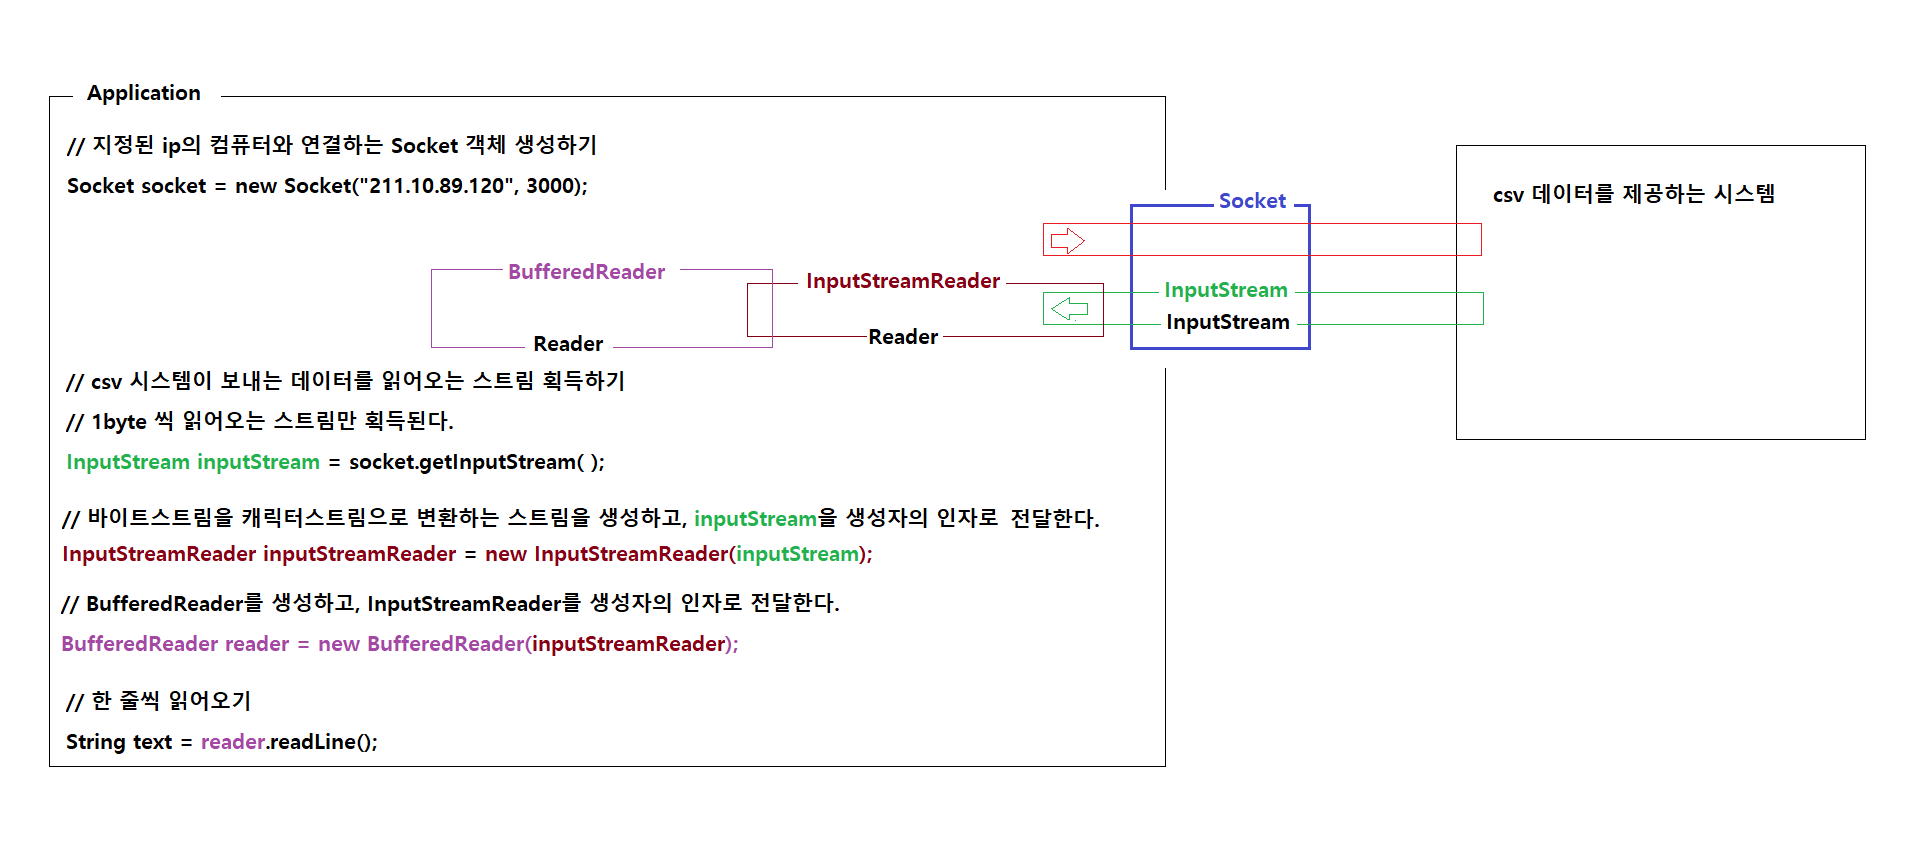 Application
// 지정된 ip의 컴퓨터와 연결하는 Socket 객체 생성하기
Socket socket = new Socket("211.10.89.120", 3000);
csv 데이터를 제공하는 시스템
Socket
BufferedReader
InputStreamReader
InputStream
InputStream
Reader
Reader
// csv 시스템이 보내는 데이터를 읽어오는 스트림 획득하기
// 1byte 씩 읽어오는 스트림만 획득된다.
InputStream inputStream = socket.getInputStream( );
// 바이트스트림을 캐릭터스트림으로 변환하는 스트림을 생성하고, inputStream을 생성자의 인자로 전달한다.
InputStreamReader inputStreamReader = new InputStreamReader(inputStream);
// BufferedReader를 생성하고, InputStreamReader를 생성자의 인자로 전달한다.
BufferedReader reader = new BufferedReader(inputStreamReader);
// 한 줄씩 읽어오기
String text = reader.readLine();